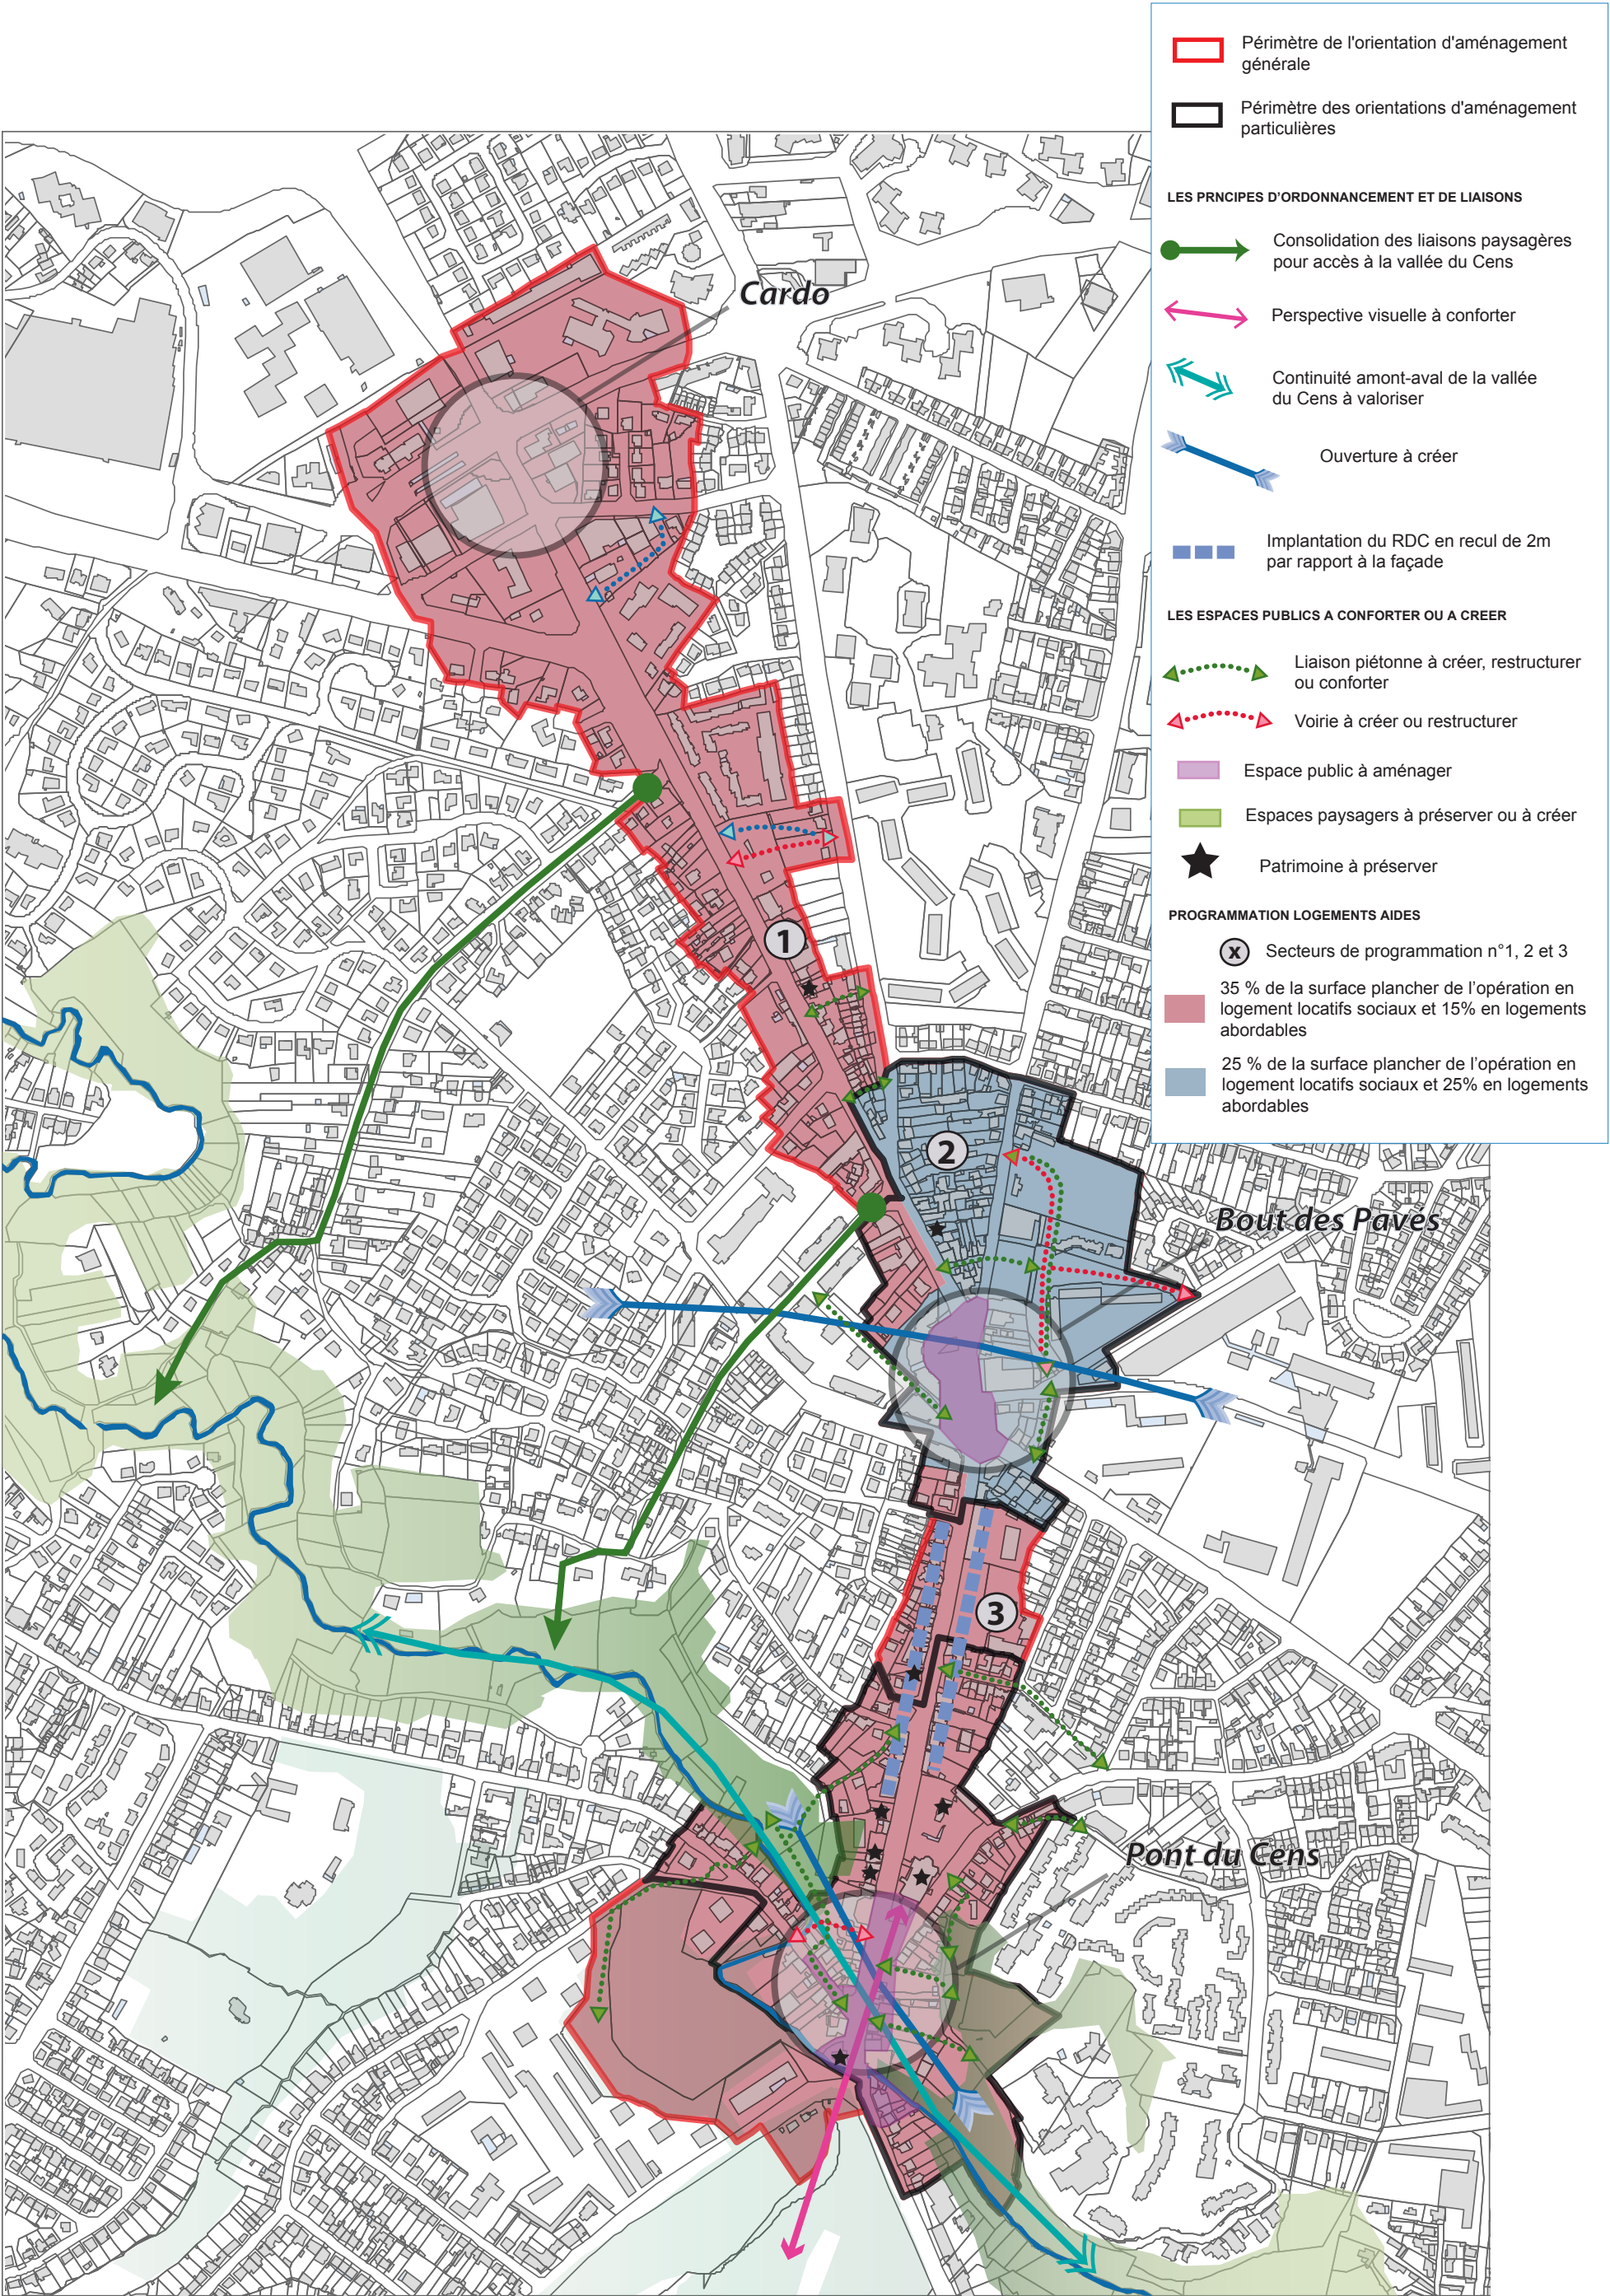 Périmètre de l'orientation d'aménagement
générale
Périmètre des orientations d'aménagement
particulières
LES PRNCIPES D'ORDONNANCEMENT ET DE LIAISONS
Consolidation des liaisons paysagères
pour accès à la vallée du Cens
Perspective visuelle à conforter
Continuité amont-aval de la vallée
du Cens à valoriser
Ouverture à créer
Implantation du RDC en recul de 2m
par rapport à la façade
LES ESPACES PUBLICS A CONFORTER OU A CREER
Liaison piétonne à créer, restructurer
ou conforter
Voirie à créer ou restructurer
Espace public à aménager
Espaces paysagers à préserver ou à créer
Patrimoine à préserver
PROGRAMMATION LOGEMENTS AIDES
x Secteurs de programmation n°1, 2 et 3
35 % de la surface plancher de l'opération en
logement locatifs sociaux et 15% en logements
abordables
25 % de la surface plancher de l'opération en
logement locatifs sociaux et 25% en logements
abordables
Cardo
1
2
Bout des Pavés
3
Pont du Cens